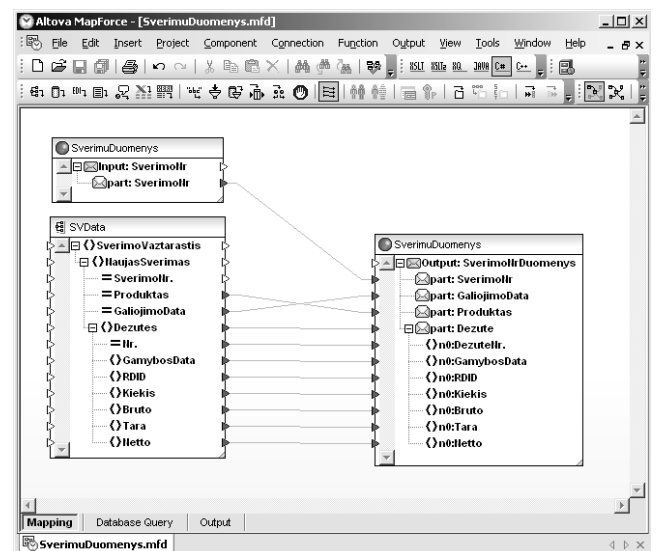 Altova MapForce - [SverimuDuomenys.mfd]
File Edit Insert Project Component Connection Function Output View Tools Window Help
XSLT XSLT2 XQ... JAVA C# C++
SverimuDuomenys
Input: SverimoNr
part: SverimoNr
SVData
SverimoVaztarastis
NaujasSverimas
SverimoNr.
Produktas
GaliojimoData
Dezutes
Nr.
GamybosData
RDID
Kiekis
Bruto
Tara
Netto
SverimuDuomenys
Output: SverimoNrDuomenys
part: SverimoNr
part: GaliojimoData
part: Produktas
part: Dezute
n0:DezuteNr.
n0:GamybosData
n0:RDID
n0:Kiekis
n0:Bruto
n0:Tara
n0:Netto
Mapping Database Query Output
SverimuDuomenys.mfd